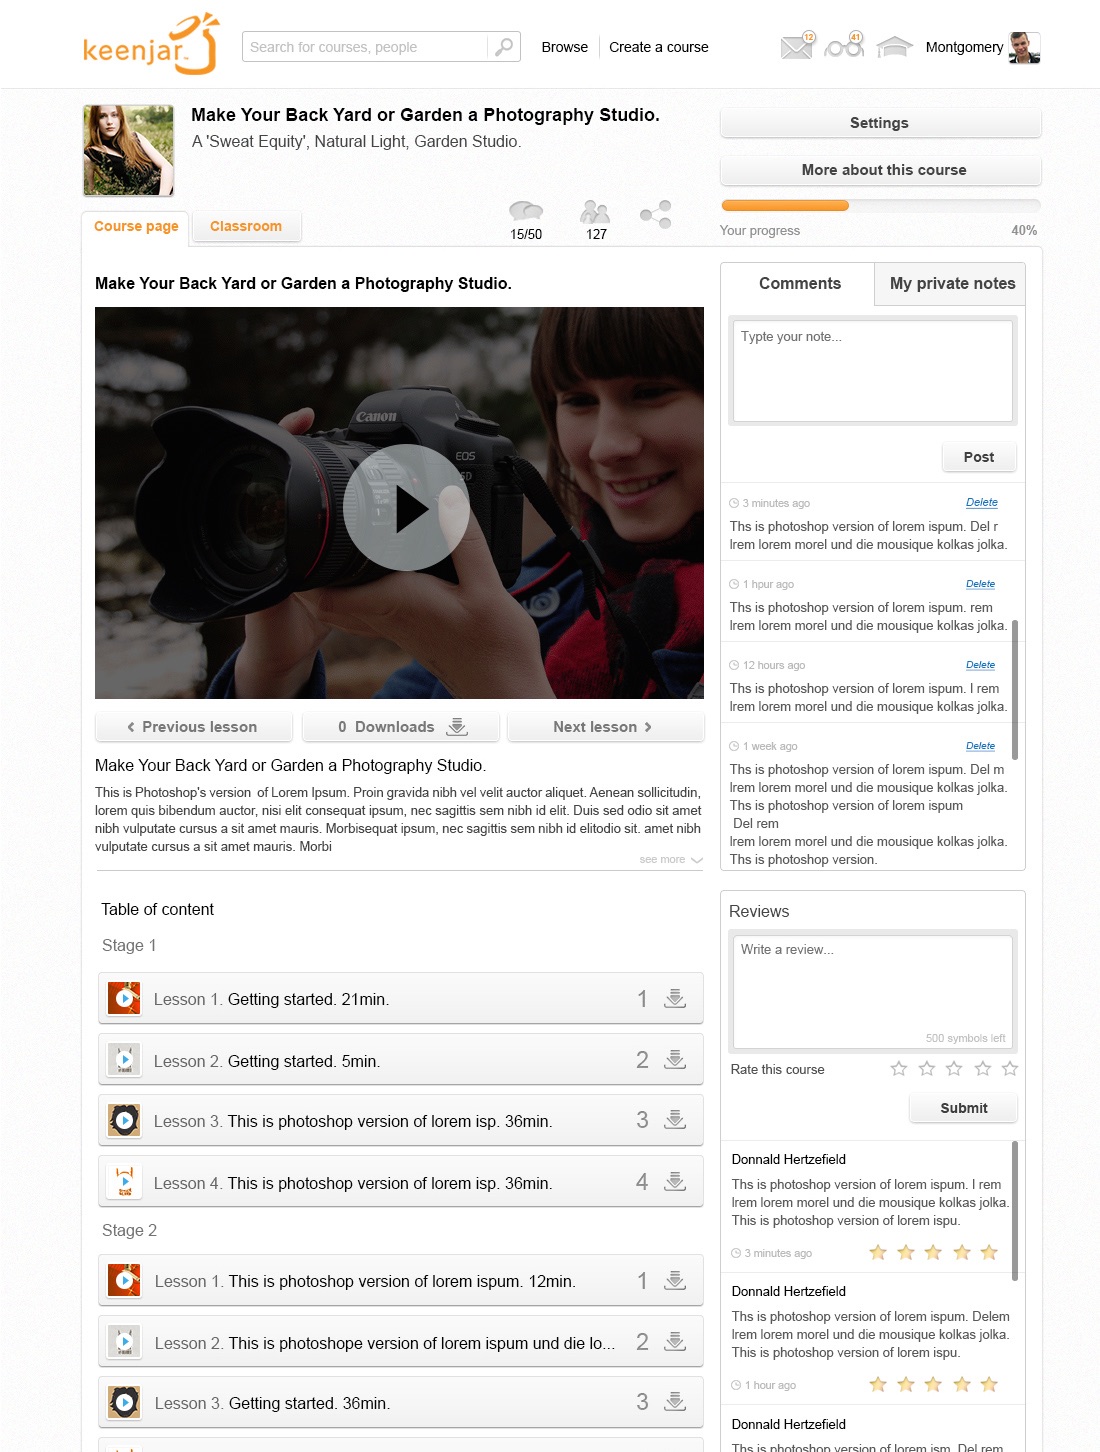 keenjar
Search for courses, people
Browse
Create a course
12
41
Montgomery
Make Your Back Yard or Garden a Photography Studio.
A 'Sweat Equity', Natural Light, Garden Studio.
Settings
More about this course
Your progress
40%
Course page
Classroom
15/50
127
Make Your Back Yard or Garden a Photography Studio.
Canon
EOS
5D
Previous lesson
0 Downloads
Next lesson
Make Your Back Yard or Garden a Photography Studio.
This is Photoshop's version of Lorem Ipsum. Proin gravida nibh vel velit auctor aliquet. Aenean sollicitudin,
lorem quis bibendum auctor, nisi elit consequat ipsum, nec sagittis sem nibh id elit. Duis sed odio sit amet
nibh vulputate cursus a sit amet mauris. Morbisequat ipsum, nec sagittis sem nibh id elitodio sit. amet nibh
vulputate cursus a sit amet mauris. Morbi
see more
Table of content
Stage 1
Lesson 1. Getting started. 21min.
1
Lesson 2. Getting started. 5min.
2
Lesson 3. This is photoshop version of lorem isp. 36min.
3
Lesson 4. This is photoshop version of lorem isp. 36min.
4
Stage 2
Lesson 1. This is photoshop version of lorem ispum. 12min.
1
Lesson 2. This is photoshope version of lorem ispum und die lo...
2
Lesson 3. Getting started. 36min.
3
Comments
My private notes
Typte your note...
Post
3 minutes ago
Delete
Ths is photoshop version of lorem ispum. Del r
lrem lorem morel und die mousique kolkas jolka.
1 hpur ago
Delete
Ths is photoshop version of lorem ispum. rem
lrem lorem morel und die mousique kolkas jolka.
12 hours ago
Delete
Ths is photoshop version of lorem ispum. l rem
lrem lorem morel und die mousique kolkas jolka.
1 week ago
Delete
Ths is photoshop version of lorem ispum. Del m
lrem lorem morel und die mousique kolkas jolka.
Ths is photoshop version of lorem ispum
Del rem
lrem lorem morel und die mousique kolkas jolka.
Ths is photoshop version.
Reviews
Write a review...
500 symbols left
Rate this course
Submit
Donnald Hertzefield
Ths is photoshop version of lorem ispum. l rem
lrem lorem morel und die mousique kolkas jolka.
This is photoshop version of lorem ispu.
3 minutes ago
Donnald Hertzefield
Ths is photoshop version of lorem ispum. Delem
lrem lorem morel und die mousique kolkas jolka.
This is photoshop version of lorem ispu.
1 hour ago
Donnald Hertzefield
Ths is photoshop version of lorem ism. Del rem